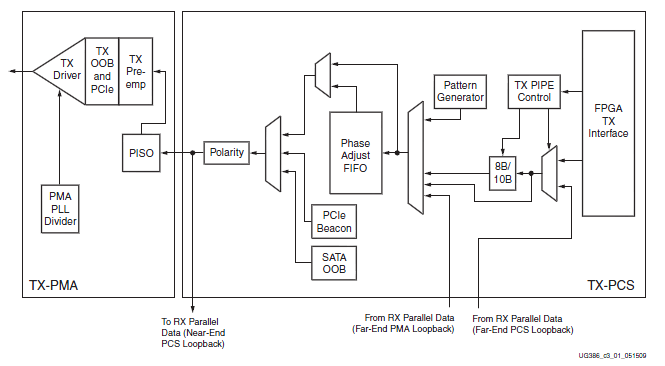 TX
Driver
TX
OOB
and
PCIe
TX
Pre-
emp
PISO
PMA
PLL
Divider
TX-PMA
Polarity
Phase
Adjust
FIFO
PCIe
Beacon
SATA
OOB
Pattern
Generator
TX PIPE
Control
8B/
10B
FPGA
TX
Interface
TX-PCS
To RX Parallel
Data (Near-End
PCS Loopback)
From RX Parallel Data
(Far-End PMA Loopback)
From RX Parallel Data
(Far-End PCS Loopback)
UG386_c3_01_051509